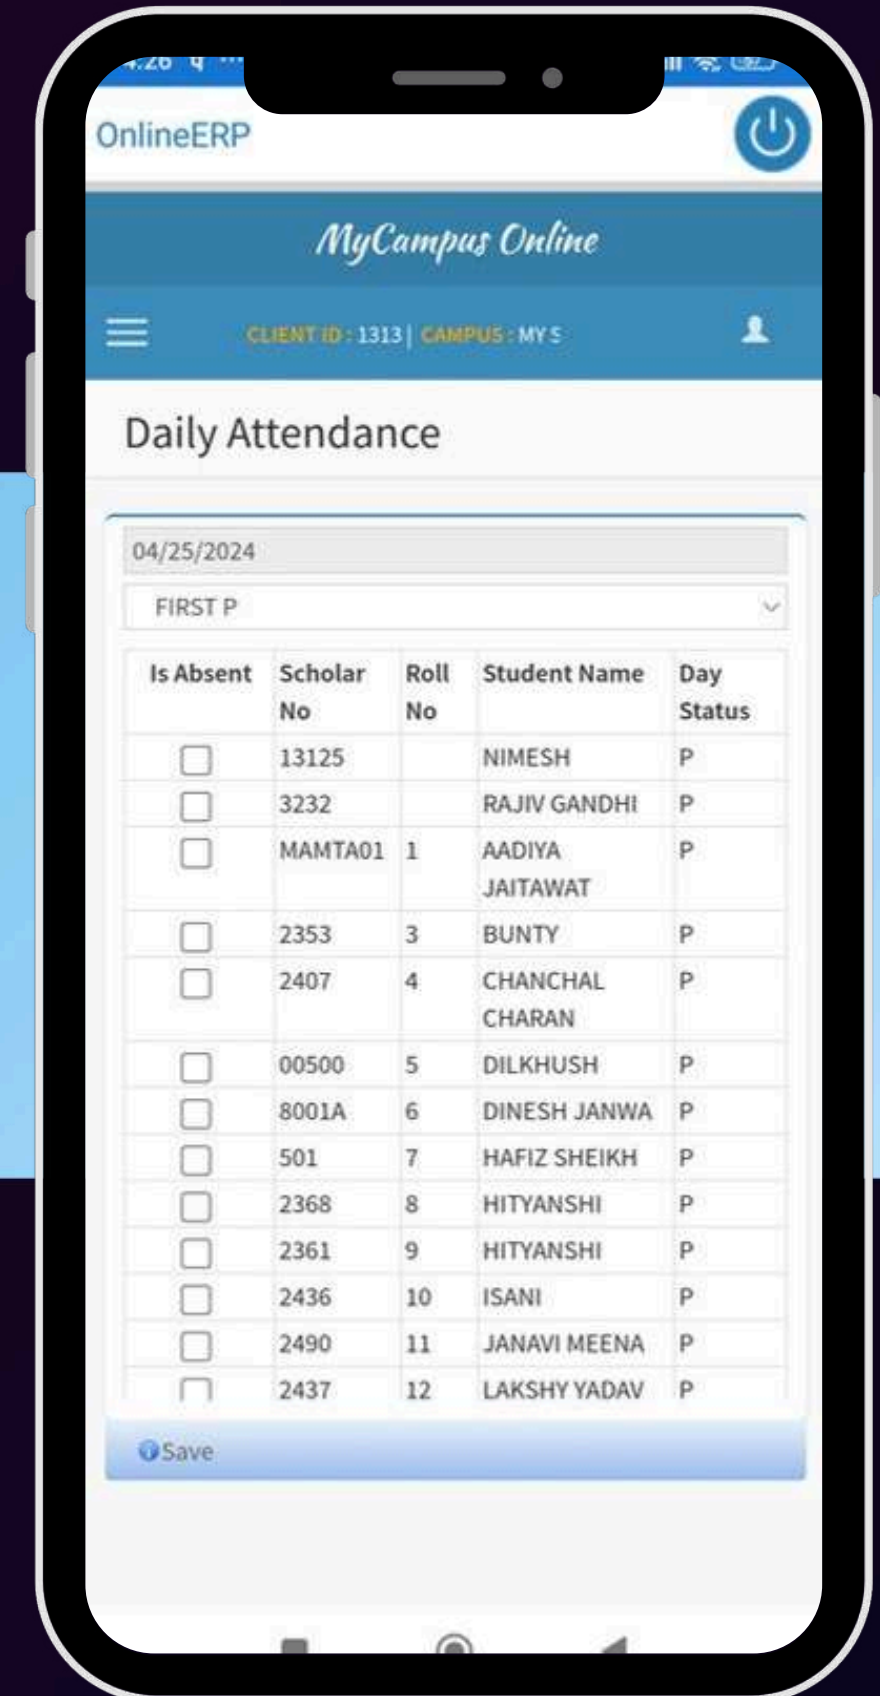 4:26
OnlineERP
MyCampus Online
CLIENT ID : 1313 | CAMPUS : MY S
Daily Attendance
04/25/2024
FIRST P
Is Absent Scholar No Roll No Student Name Day Status
13125 NIMESH P
3232 RAJIV GANDHI P
MAMTA01 1 AADIYA JAITAWAT P
2353 3 BUNTY P
2407 4 CHANCHAL CHARAN P
00500 5 DILKHUSH P
8001A 6 DINESH JANWA P
501 7 HAFIZ SHEIKH P
2368 8 HITYANSHI P
2361 9 HITYANSHI P
2436 10 ISANI P
2490 11 JANAVI MEENA P
2437 12 LAKSHY YADAV P
Save